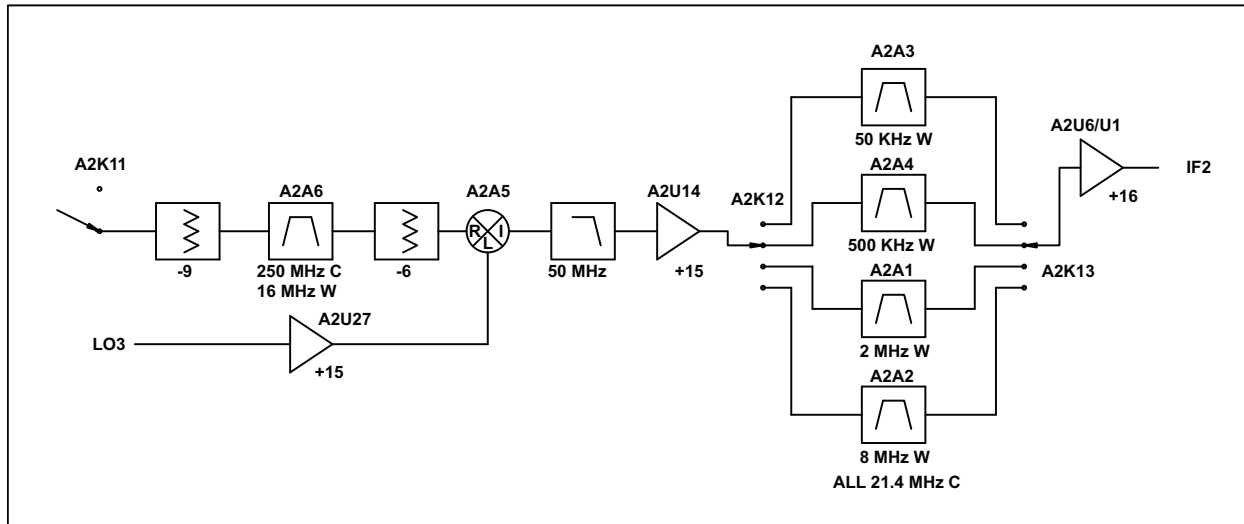 A2K11
-9
A2A6
250 MHz C
16 MHz W
-6
A2A5
R
L
I
50 MHz
A2U14
+15
LO3
A2U27
+15
A2K12
A2A3
50 KHz W
A2A4
500 KHz W
A2A1
2 MHz W
A2A2
8 MHz W
ALL 21.4 MHz C
A2K13
A2U6/U1
+16
IF2